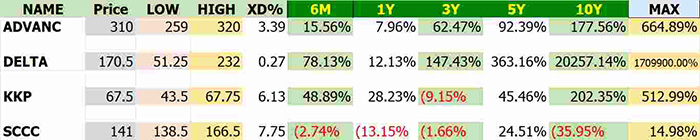 NAME Price LOW HIGH XD% 6M 1Y 3Y 5Y 10Y MAX
ADVANC 310 259 320 3.39 15.56% 7.96% 62.47% 92.39% 177.56% 664.89%
DELTA 170.5 51.25 232 0.27 78.13% 12.13% 147.43% 363.16% 20257.14% 1709900.00%
KKP 67.5 43.5 67.75 6.13 48.89% 28.23% (9.15% 45.46% 202.35% 512.99%
SCCC 141 138.5 166.5 7.75 (2.74% (13.15% (1.66% 24.51% (35.95% 14.98%